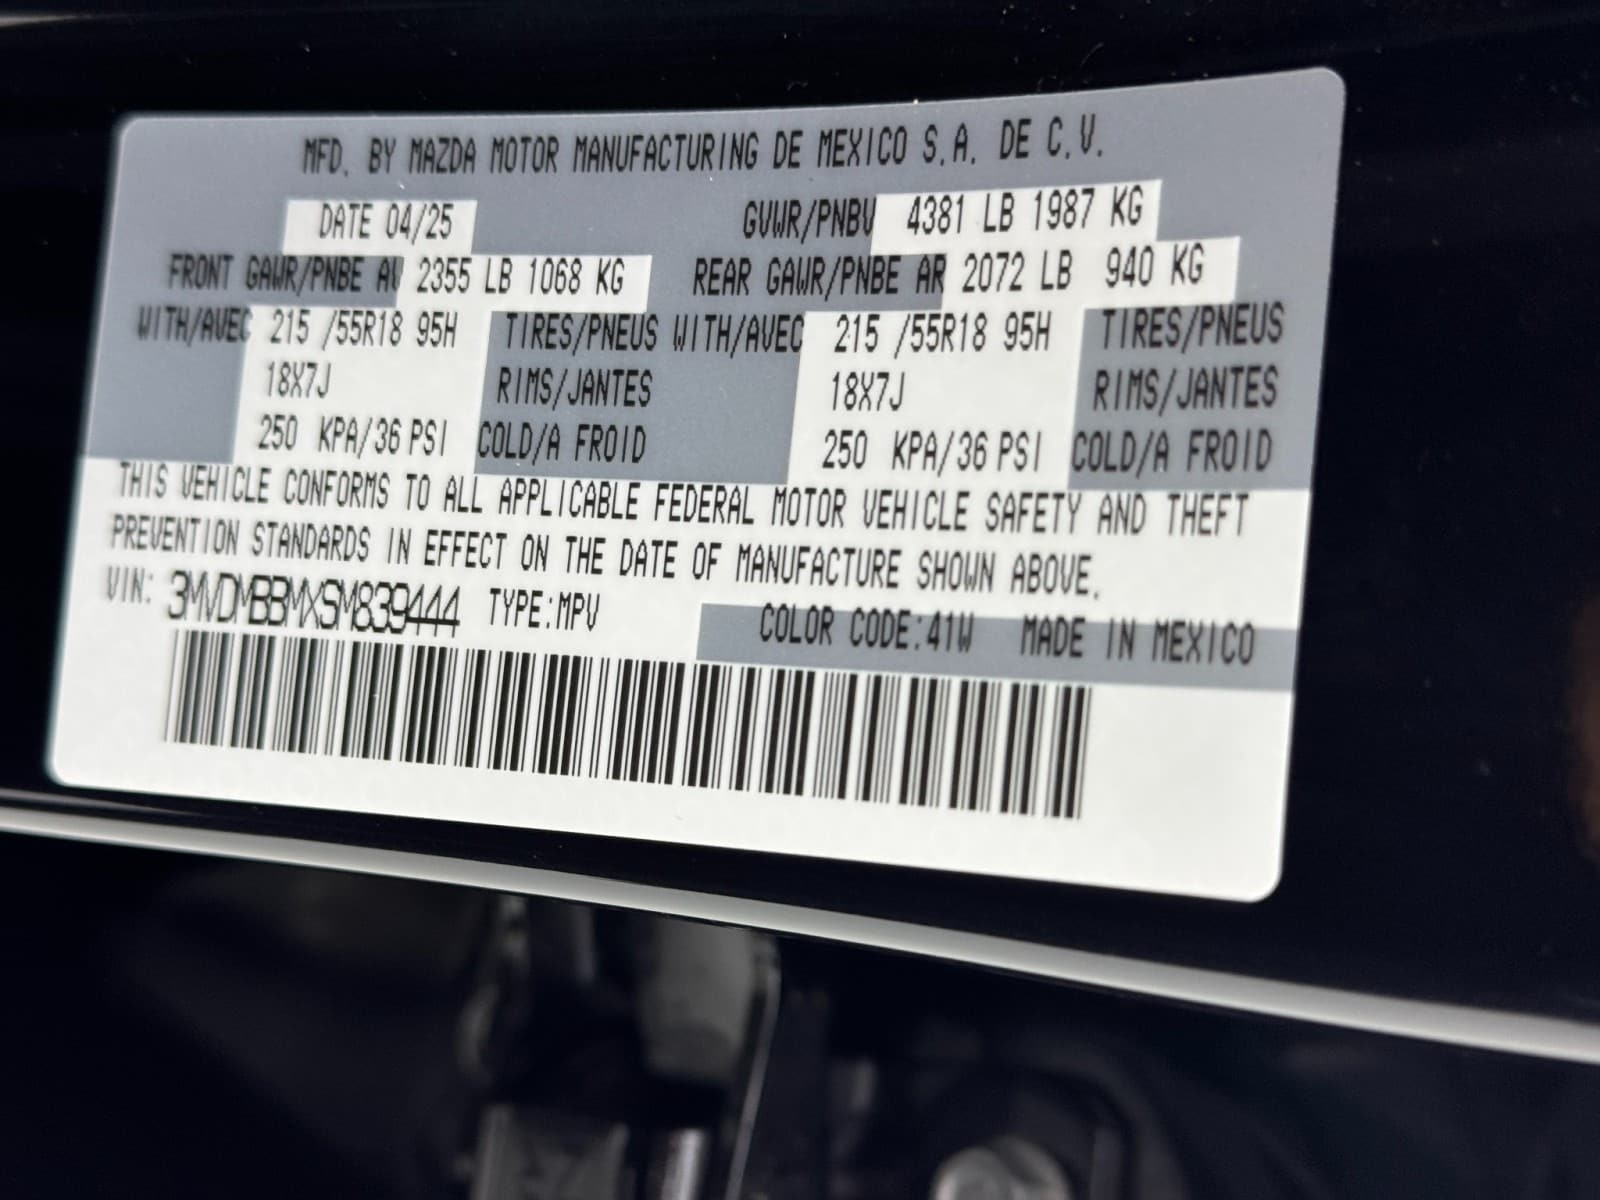 MFD. BY MAZDA MOTOR MANUFACTURING DE MEXICO S.A. DE C.V.
DATE 04/25 GVWR/PNBV 4381 LB 1987 KG
FRONT GAWR/PNBE AV 2355 LB 1068 KG REAR GAWR/PNBE AR 2072 LB 940 KG
WITH/AVEC 215 /55R18 95H TIRES/PNEUS WITH/AVEC 215 /55R18 95H TIRES/PNEUS
18X7J RIMS/JANTES 18X7J RIMS/JANTES
250 KPA/36 PSI COLD/A FROID 250 KPA/36 PSI COLD/A FROID
THIS VEHICLE CONFORMS TO ALL APPLICABLE FEDERAL MOTOR VEHICLE SAFETY AND THEFT
PREVENTION STANDARDS IN EFFECT ON THE DATE OF MANUFACTURE SHOWN ABOVE.
VIN: 3MVDMBBMXSM839444 TYPE:MPV COLOR CODE:41W MADE IN MEXICO